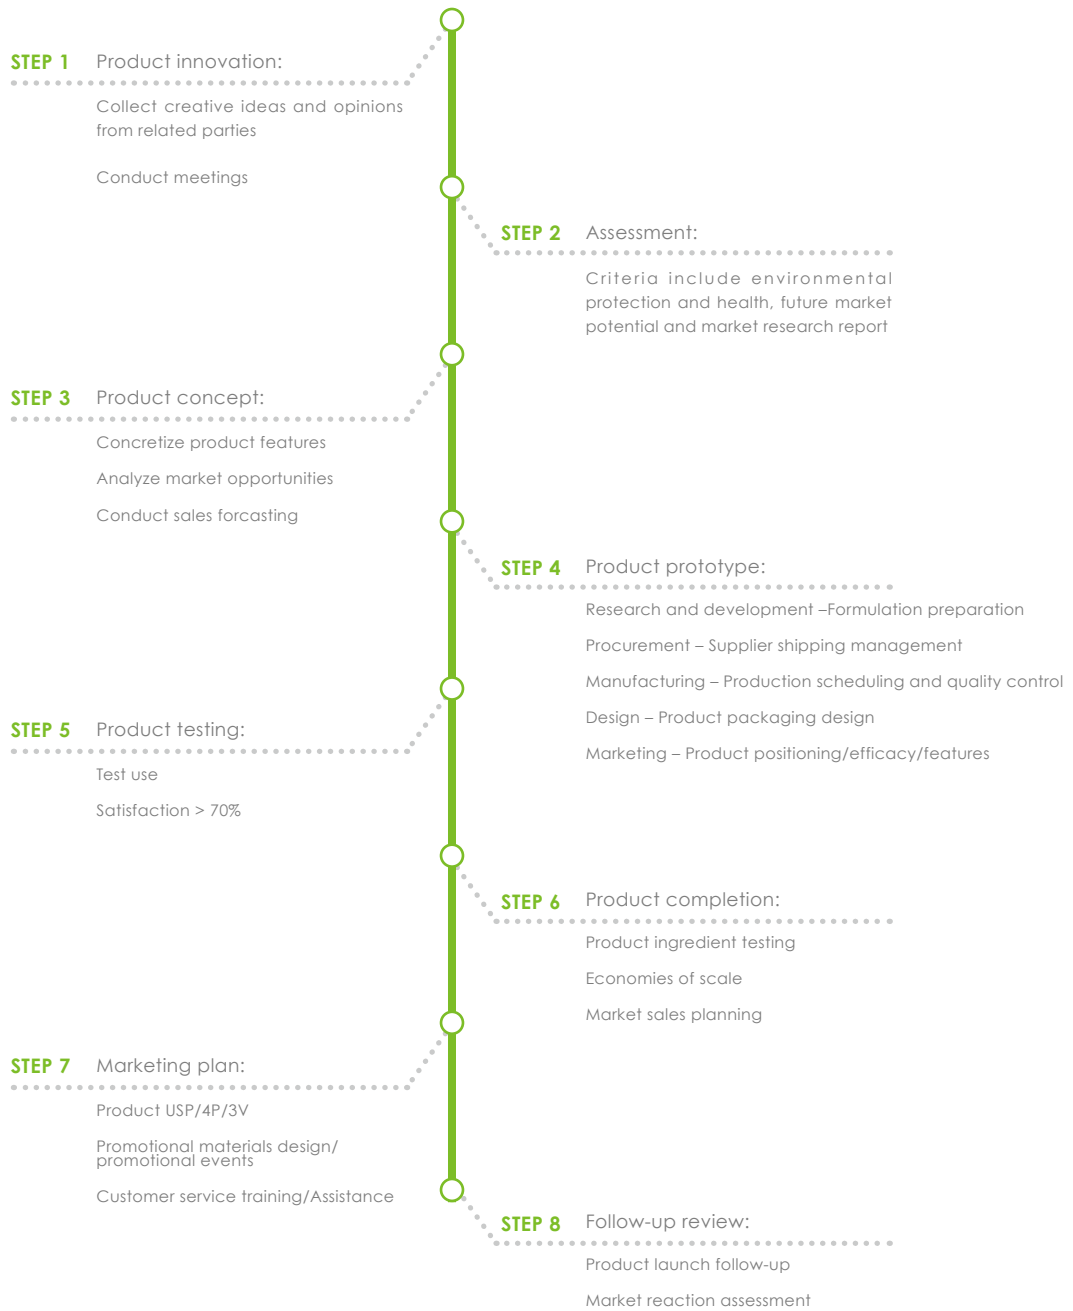 STEP 1 Product innovation:
Collect creative ideas and opinions
from related parties
Conduct meetings
STEP 2 Assessment:
Criteria include environmental
protection and health, future market
potential and market research report
STEP 3 Product concept:
Concretize product features
Analyze market opportunities
Conduct sales forcasting
STEP 4 Product prototype:
Research and development –Formulation preparation
Procurement – Supplier shipping management
Manufacturing – Production scheduling and quality control
Design – Product packaging design
Marketing – Product positioning/efficacy/features
STEP 5 Product testing:
Test use
Satisfaction > 70%
STEP 6 Product completion:
Product ingredient testing
Economies of scale
Market sales planning
STEP 7 Marketing plan:
Product USP/4P/3V
Promotional materials design/
promotional events
Customer service training/Assistance
STEP 8 Follow-up review:
Product launch follow-up
Market reaction assessment